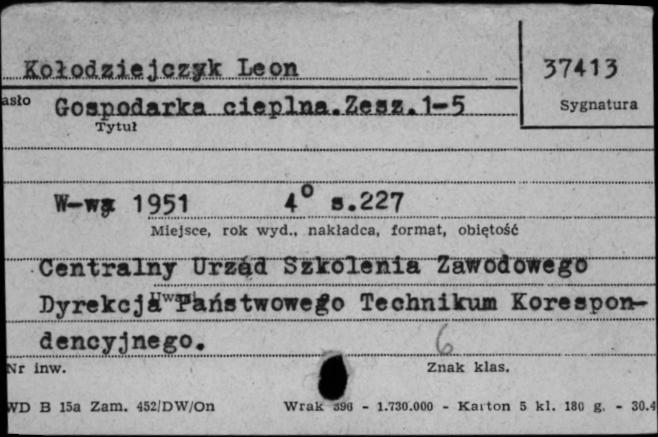 Kołodziejczyk Leon
37413
asło Gospodarka cieplna.Zesz.1-5
Sygnatura
Tytuł
W-wa 1951 4° s.227
Miejsce, rok wyd., nakładca, format, obiętość
Centralny Urząd Szkolenia Zawodowego
Dyrekcja Państwowego Technikum Korespon-
dencyjnego.
6
Nr inw.
Znak klas.
WD B 15a Zam. 452/DW/On Wrak 396 - 1.730.000 - Karton 5 kl. 180 g. - 30.4